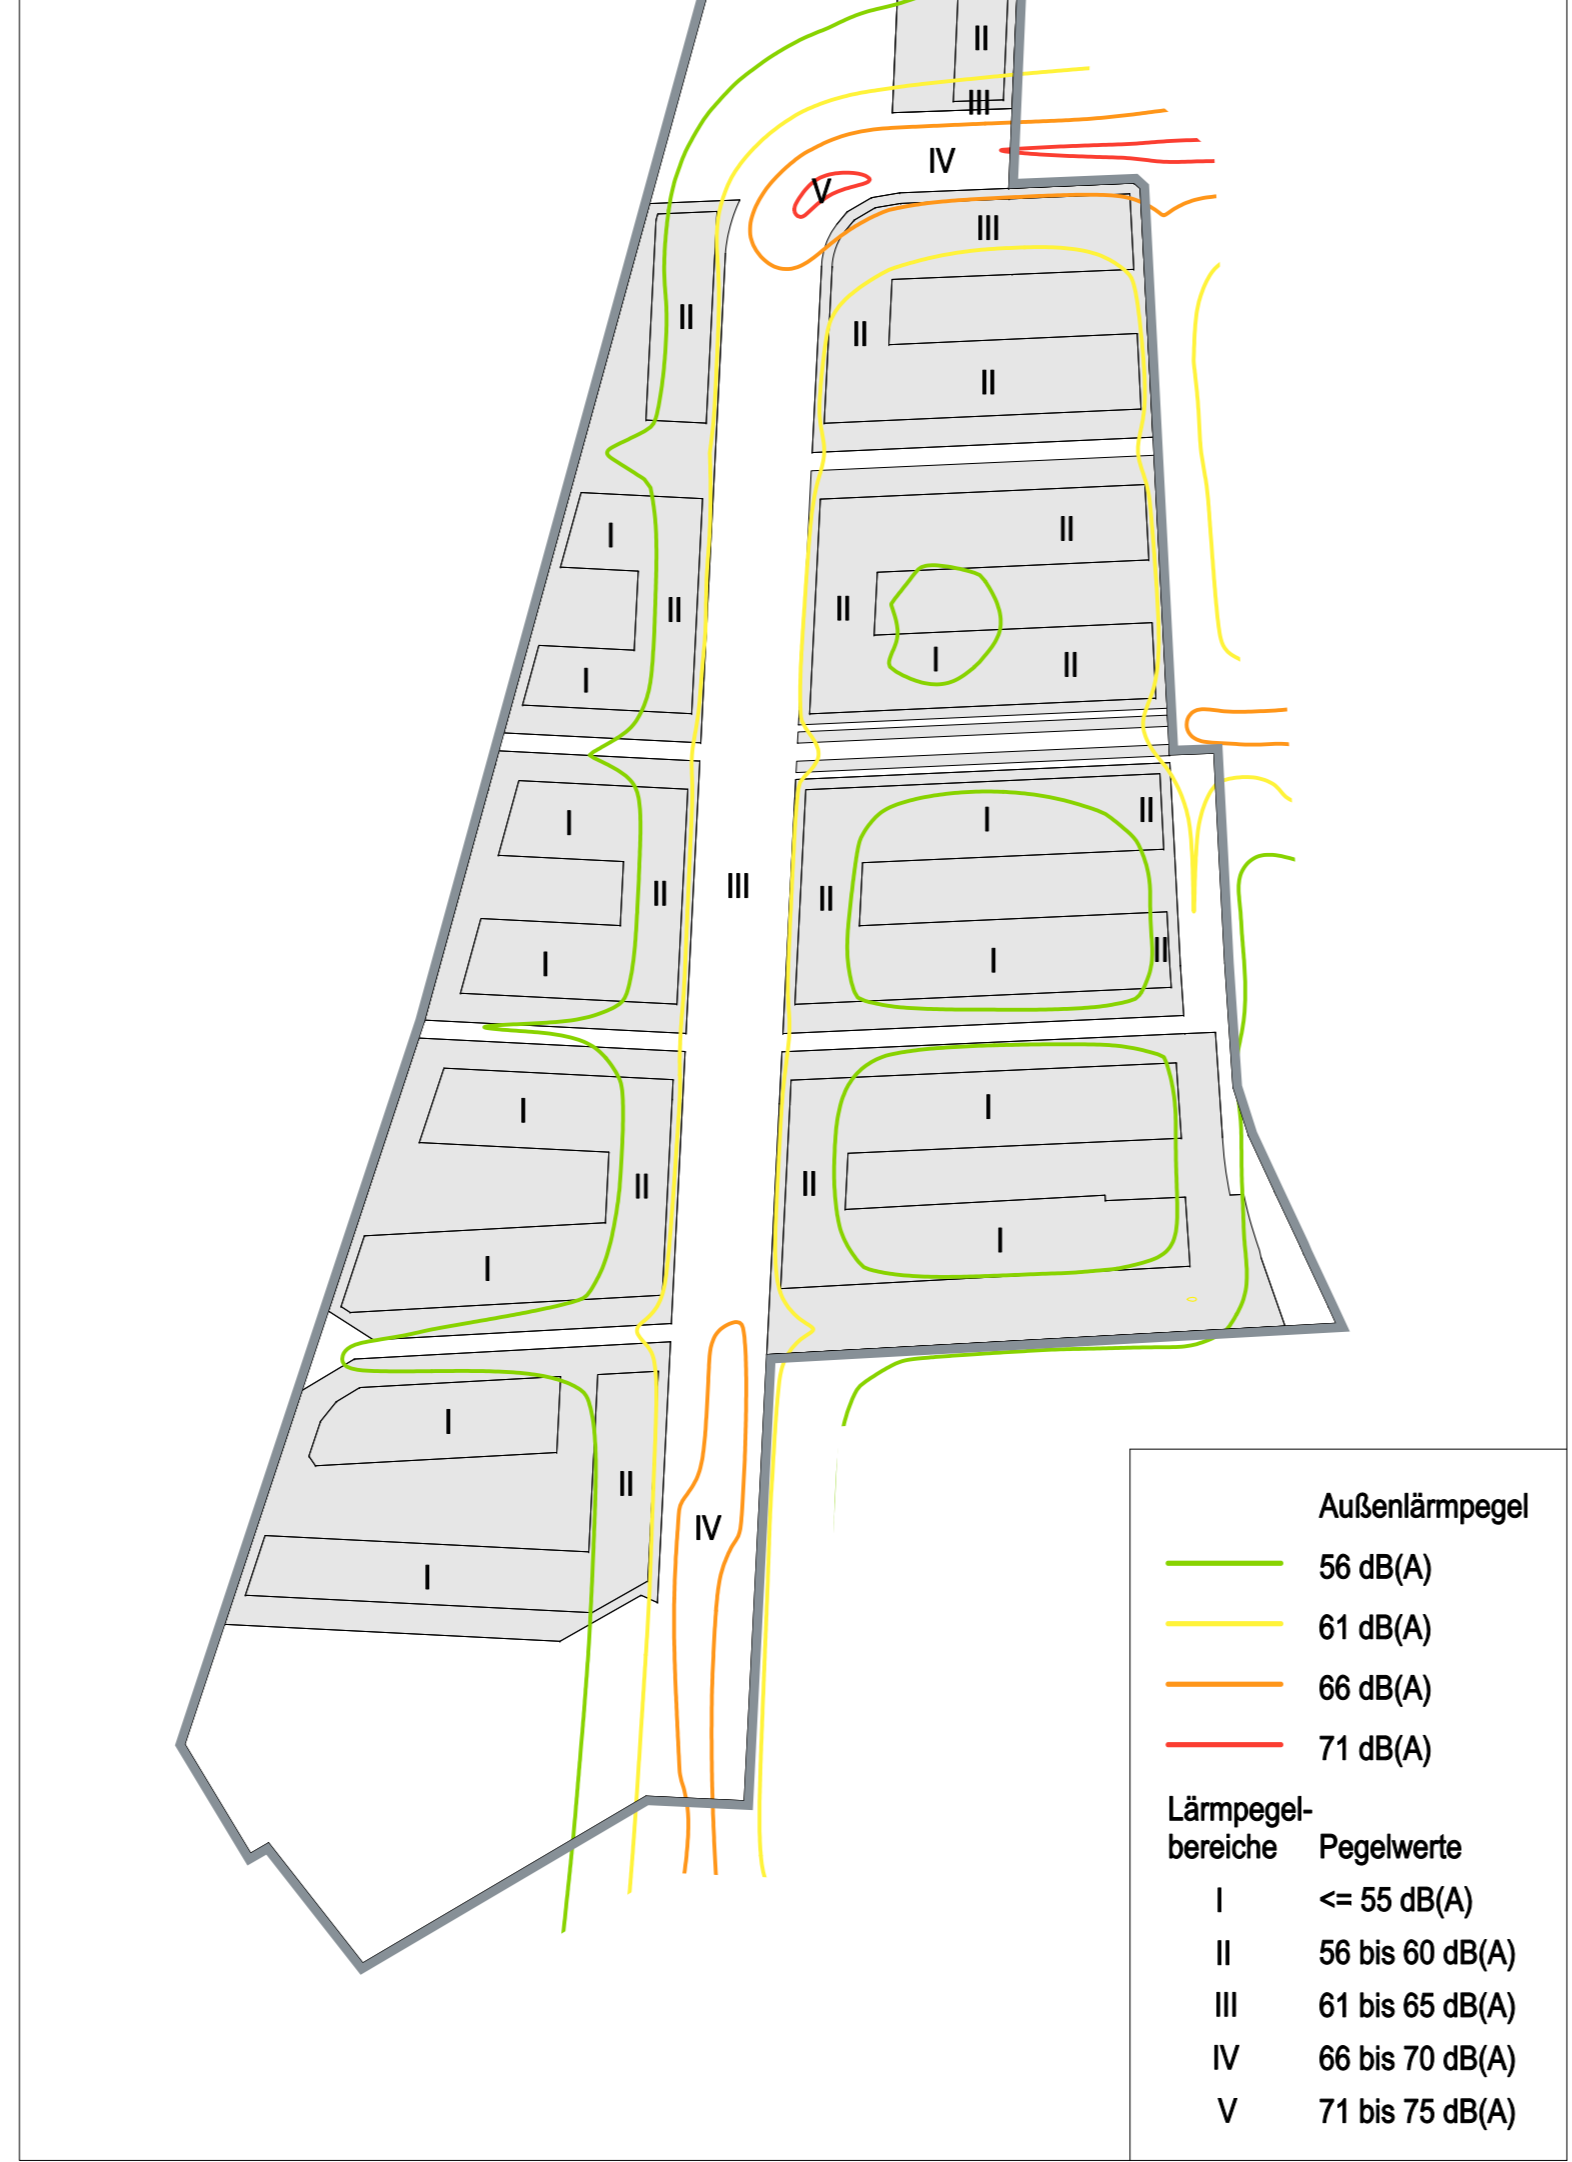 II
III
IV
V
III
II
II
II
I
II
II
II
I
II
I
II
I
I
II
I
II
II
III
I
I
II
I
I
II
II
I
I
I
II
IV
I
Außenlärmpegel
56 dB(A)
61 dB(A)
66 dB(A)
71 dB(A)
Lärmpegel-
bereiche Pegelwerte
I <= 55 dB(A)
II 56 bis 60 dB(A)
III 61 bis 65 dB(A)
IV 66 bis 70 dB(A)
V 71 bis 75 dB(A)